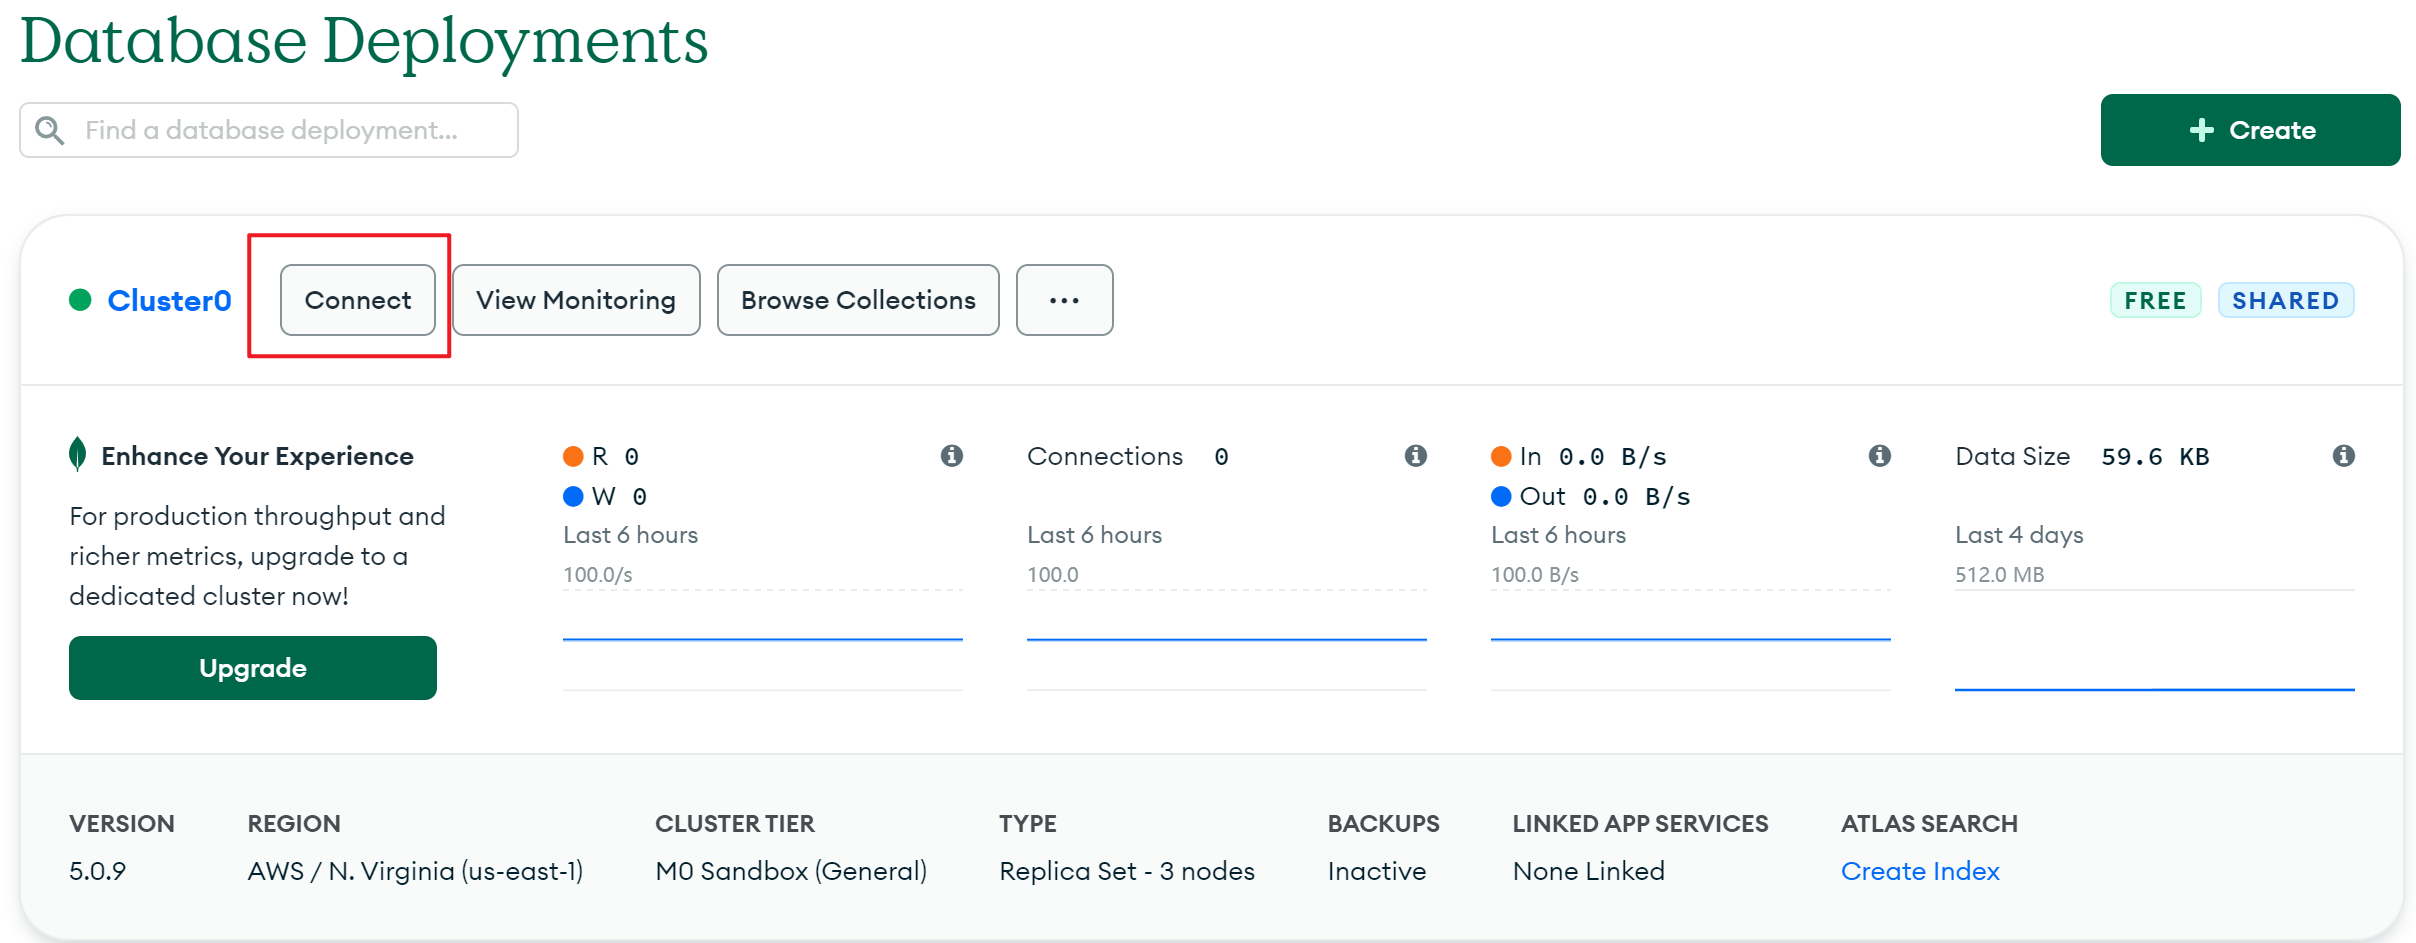 Database Deployments
Find a database deployment...
Create
Cluster0
Connect
View Monitoring
Browse Collections
...
FREE
SHARED
Enhance Your Experience
For production throughput and
richer metrics, upgrade to a
dedicated cluster now!
Upgrade
R 0
W 0
Last 6 hours
100.0/s
Connections 0
Last 6 hours
100.0
In 0.0 B/s
Out 0.0 B/s
Last 6 hours
100.0 B/s
Data Size 59.6 KB
Last 4 days
512.0 MB
VERSION
5.0.9
REGION
AWS / N. Virginia (us-east-1)
CLUSTER TIER
M0 Sandbox (General)
TYPE
Replica Set - 3 nodes
BACKUPS
Inactive
LINKED APP SERVICES
None Linked
ATLAS SEARCH
Create Index